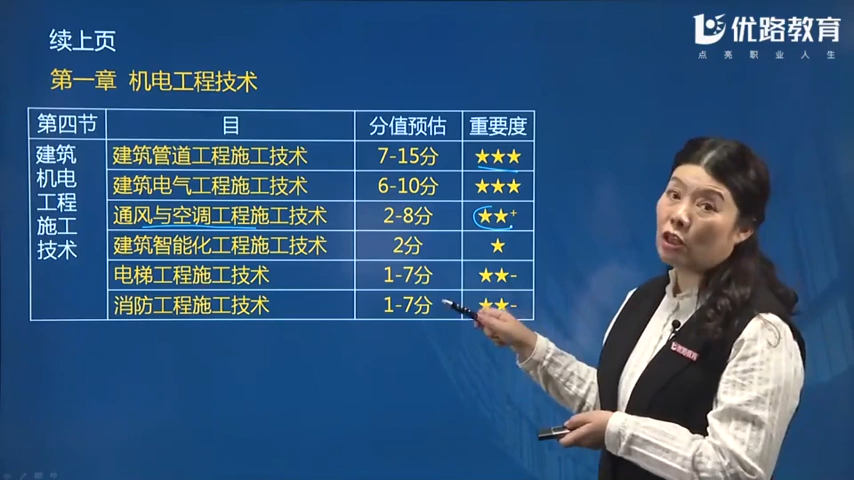 续上页
优路教育
点亮职业人生
第一章 机电工程技术
第四节 目 分值预估 重要度
建筑机电工程施工技术
建筑管道工程施工技术 7-15分 ★★★
建筑电气工程施工技术 6-10分 ★★★
通风与空调工程施工技术 2-8分 ★★+
建筑智能化工程施工技术 2分 ★
电梯工程施工技术 1-7分 ★★-
消防工程施工技术 1-7分 ★★-
优路教育